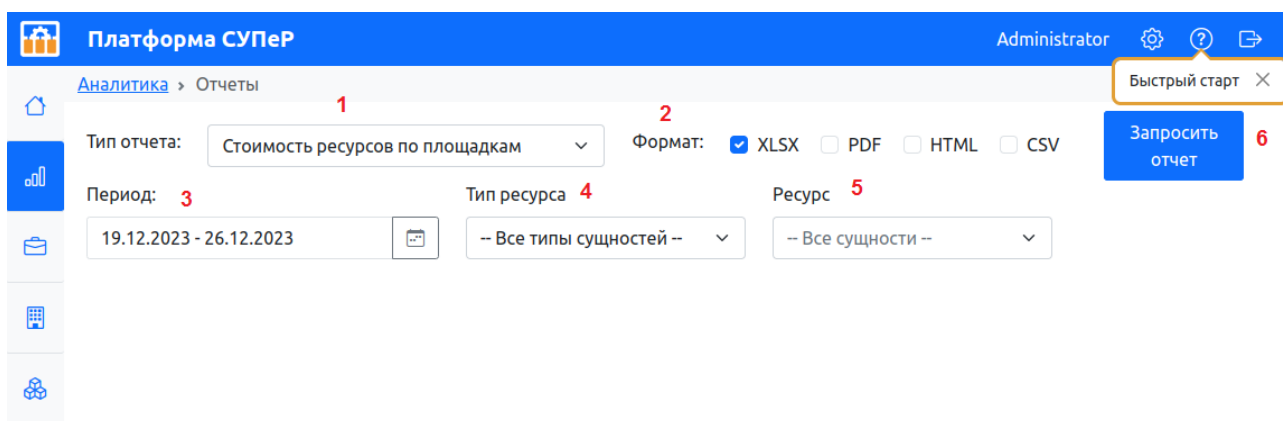 Платформа СУПеР
Administrator
Аналитика › Отчеты
Быстрый старт
1
2
Тип отчета: Стоимость ресурсов по площадкам
Формат: XLSX PDF HTML CSV
Запросить
отчет
6
Период: 3
Тип ресурса 4
Ресурс 5
19.12.2023 - 26.12.2023
-- Все типы сущностей --
-- Все сущности --